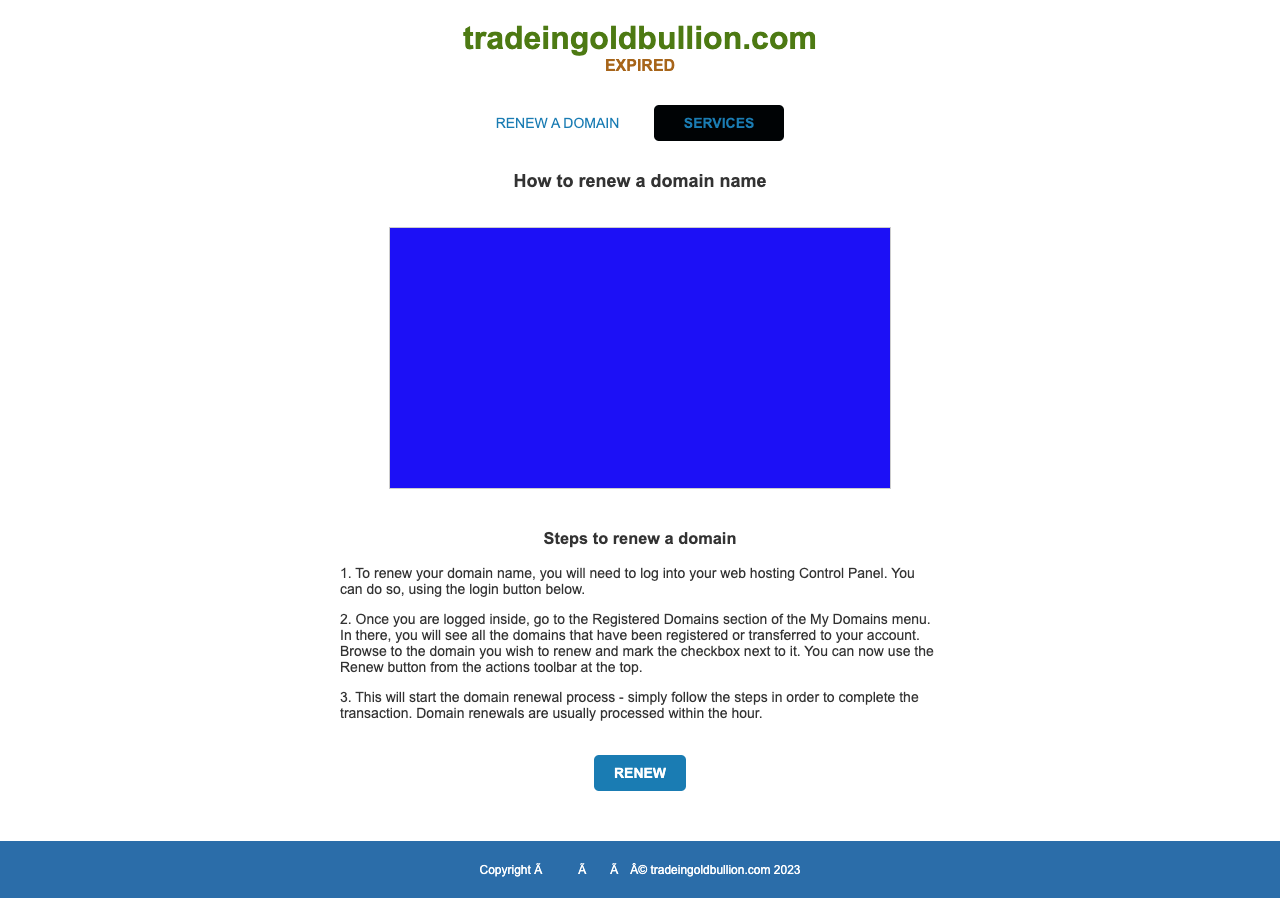 tradeingoldbullion.com
EXPIRED
RENEW A DOMAIN
SERVICES
How to renew a domain name
Steps to renew a domain
1. To renew your domain name, you will need to log into your web hosting Control Panel. You
can do so, using the login button below.
2. Once you are logged inside, go to the Registered Domains section of the My Domains menu.
In there, you will see all the domains that have been registered or transferred to your account.
Browse to the domain you wish to renew and mark the checkbox next to it. You can now use the
Renew button from the actions toolbar at the top.
3. This will start the domain renewal process - simply follow the steps in order to complete the
transaction. Domain renewals are usually processed within the hour.
RENEW
Copyright Ã Ã Ã Â© tradeingoldbullion.com 2023